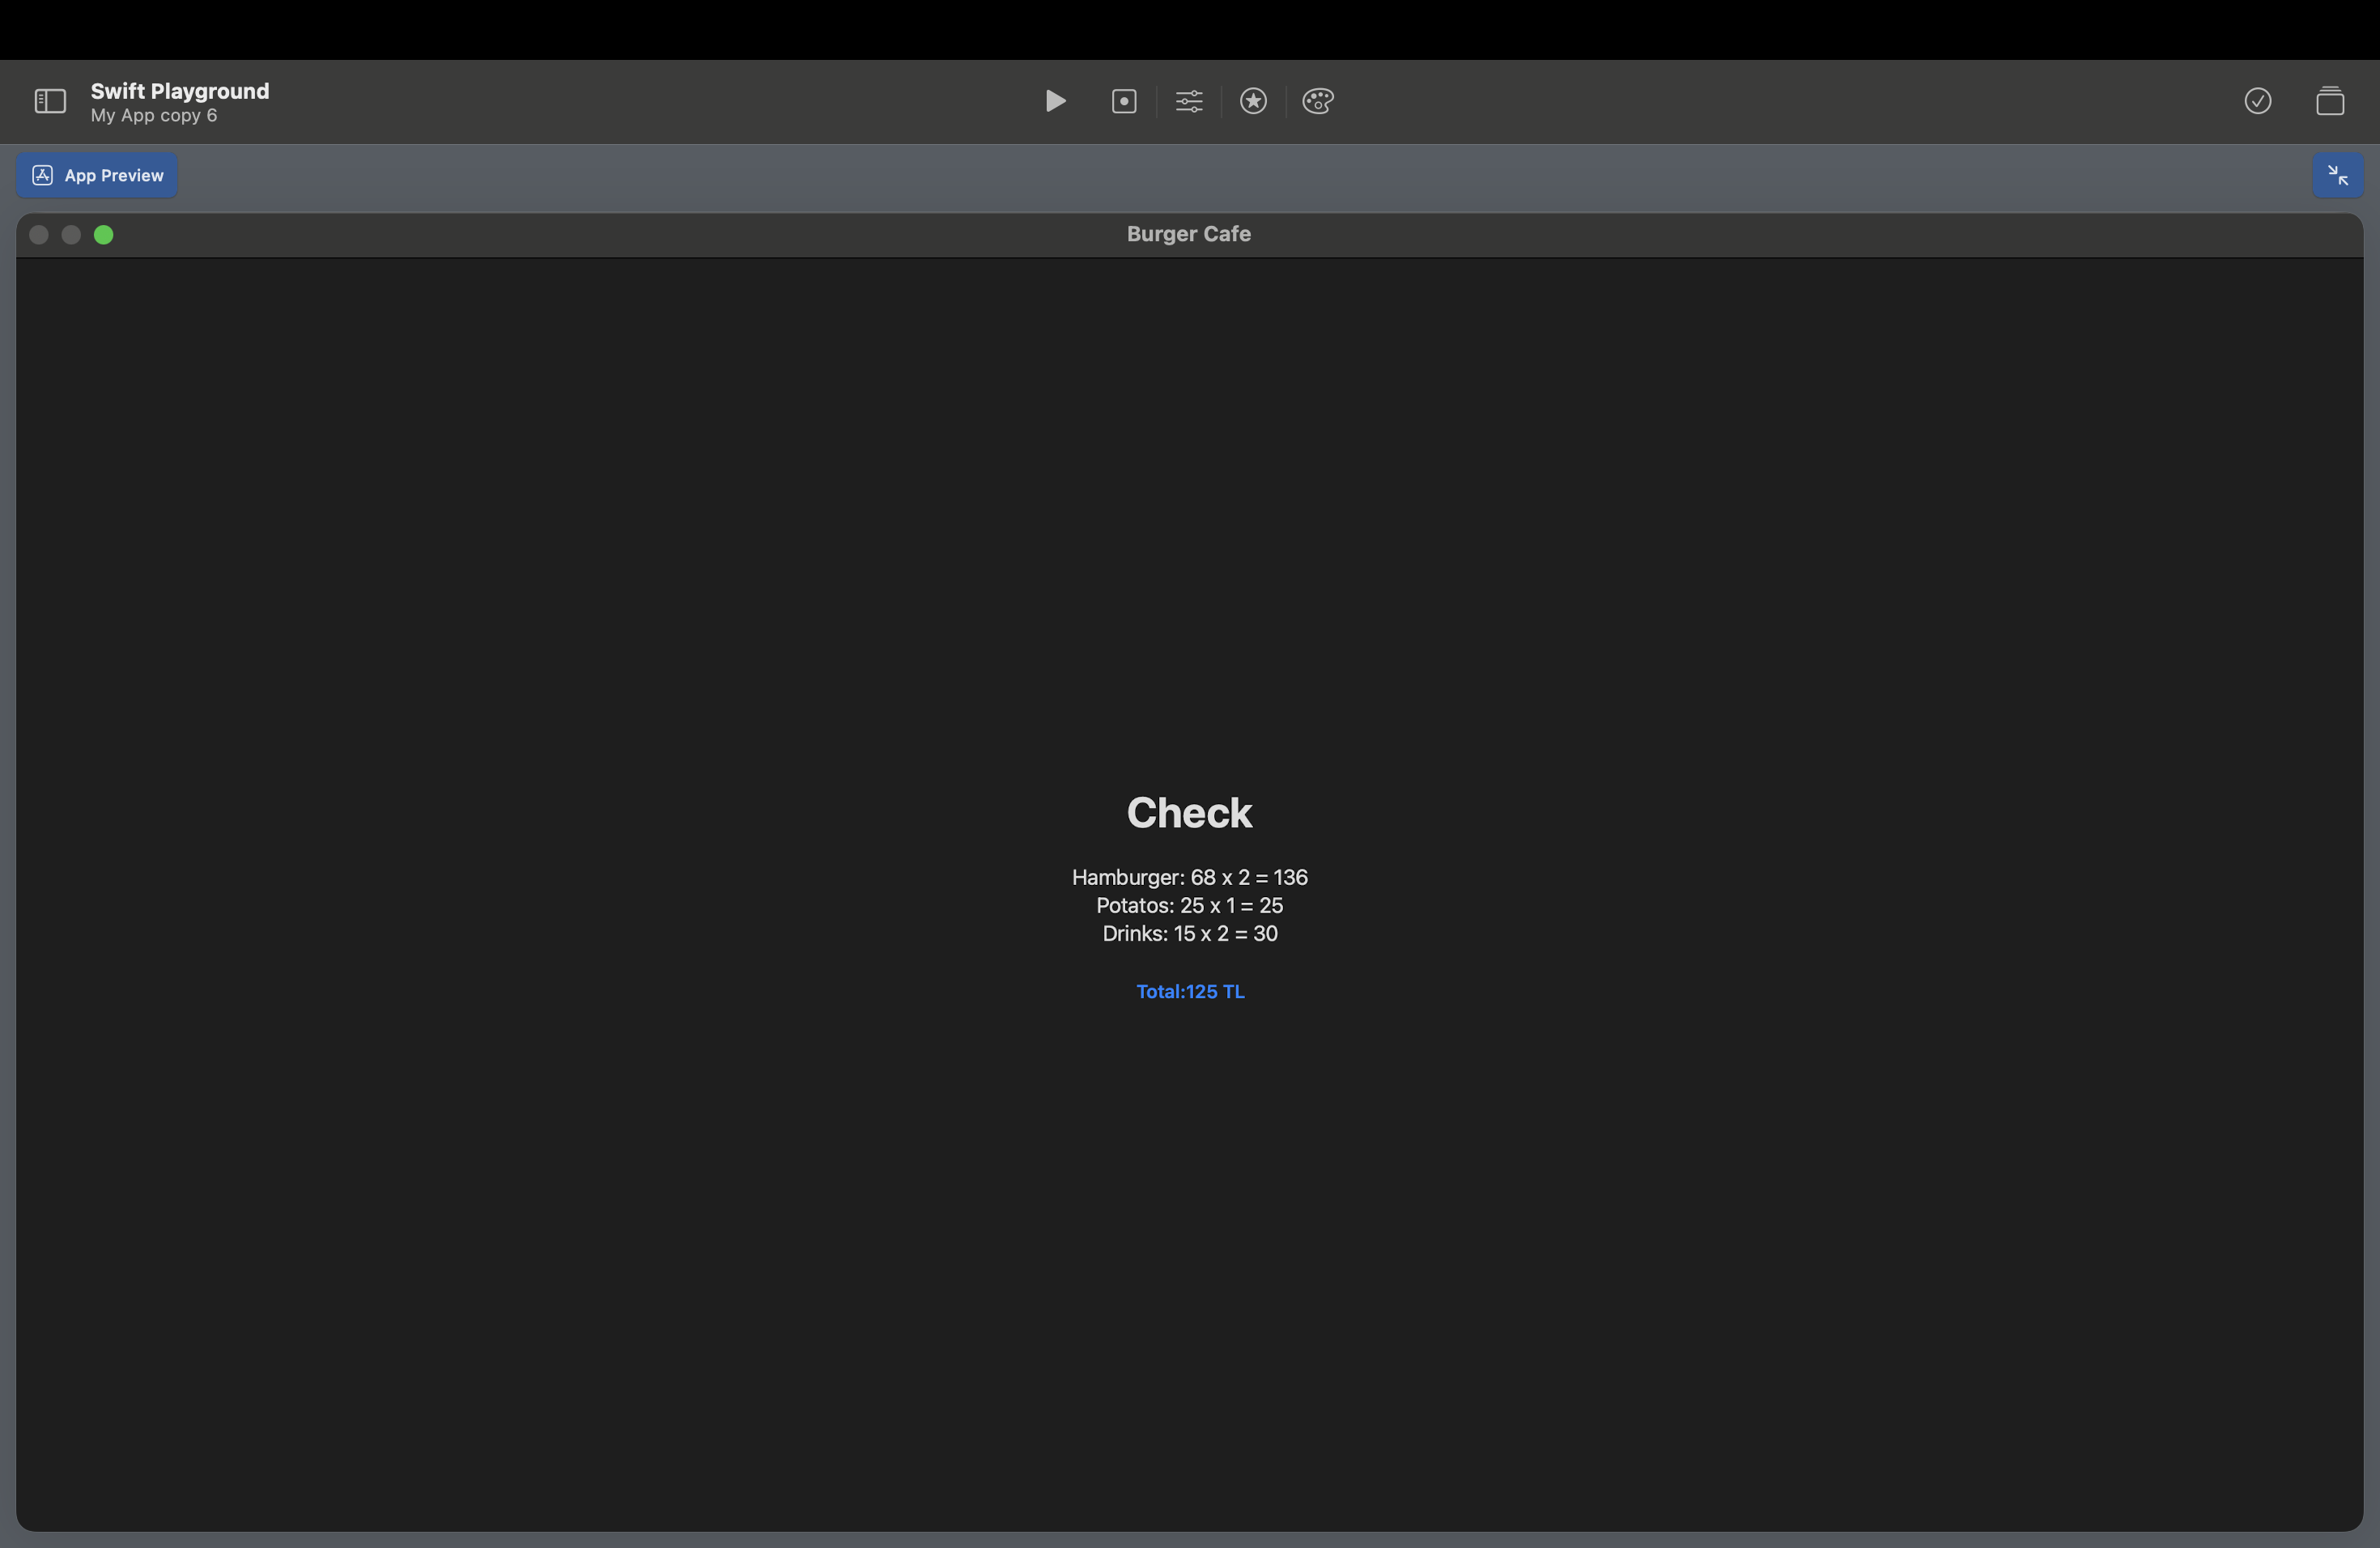 Swift Playground
My App copy 6
App Preview
Burger Cafe
Check
Hamburger: 68 x 2 = 136
Potatos: 25 x 1 = 25
Drinks: 15 x 2 = 30
Total:125 TL